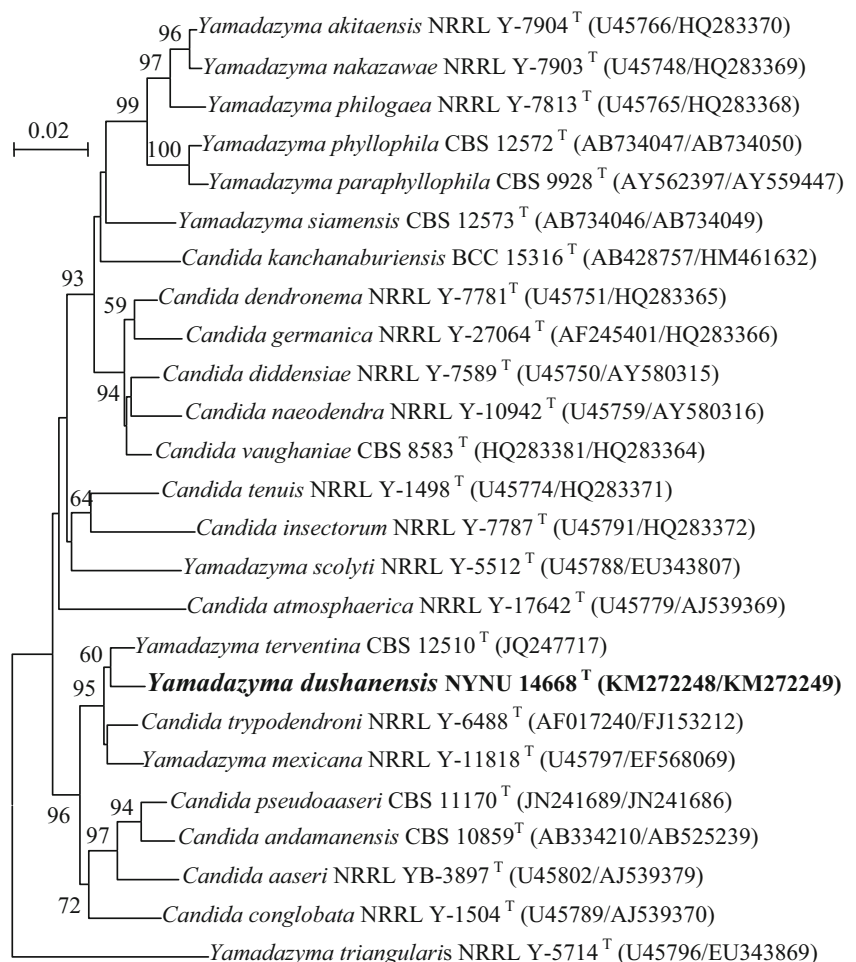 96
Yamadazyma akitaensis NRRL Y-7904 T (U45766/HQ283370)
97
Yamadazyma nakazawae NRRL Y-7903 T (U45748/HQ283369)
99
Yamadazyma philogaea NRRL Y-7813 T (U45765/HQ283368)
0.02
100
Yamadazyma phyllophila CBS 12572 T (AB734047/AB734050)
Yamadazyma paraphyllophila CBS 9928 T (AY562397/AY559447)
Yamadazyma siamensis CBS 12573 T (AB734046/AB734049)
Candida kanchanaburiensis BCC 15316 T (AB428757/HM461632)
93
Candida dendronema NRRL Y-7781 T (U45751/HQ283365)
59
Candida germanica NRRL Y-27064 T (AF245401/HQ283366)
Candida diddensiae NRRL Y-7589 T (U45750/AY580315)
94
Candida naeodendra NRRL Y-10942 T (U45759/AY580316)
Candida vaughaniae CBS 8583 T (HQ283381/HQ283364)
Candida tenuis NRRL Y-1498 T (U45774/HQ283371)
64
Candida insectorum NRRL Y-7787 T (U45791/HQ283372)
Yamadazyma scolyti NRRL Y-5512 T (U45788/EU343807)
Candida atmosphaerica NRRL Y-17642 T (U45779/AJ539369)
Yamadazyma terventina CBS 12510 T (JQ247717)
60
Yamadazyma dushanensis NYNU 14668 T (KM272248/KM272249)
95
Candida trypodendroni NRRL Y-6488 T (AF017240/FJ153212)
Yamadazyma mexicana NRRL Y-11818 T (U45797/EF568069)
96
Candida pseudoaaseri CBS 11170 T (JN241689/JN241686)
94
Candida andamanensis CBS 10859 T (AB334210/AB525239)
97
Candida aaseri NRRL YB-3897 T (U45802/AJ539379)
72
Candida conglobata NRRL Y-1504 T (U45789/AJ539370)
Yamadazyma triangularis NRRL Y-5714 T (U45796/EU343869)